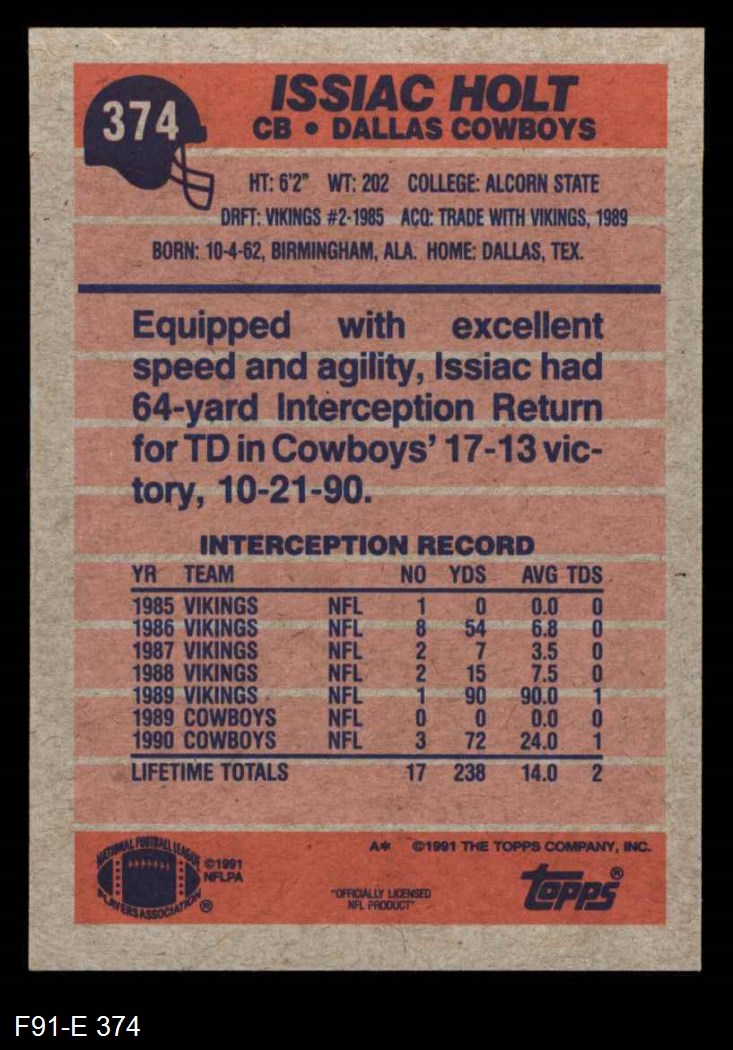 374
ISSIAC HOLT
CB • DALLAS COWBOYS
HT: 6'2" WT: 202 COLLEGE: ALCORN STATE
DRFT: VIKINGS #2-1985 ACQ: TRADE WITH VIKINGS, 1989
BORN: 10-4-62, BIRMINGHAM, ALA. HOME: DALLAS, TEX.
Equipped with excellent
speed and agility, Issiac had
64-yard Interception Return
for TD in Cowboys' 17-13 vic-
tory, 10-21-90.
INTERCEPTION RECORD
YR TEAM NO YDS AVG TDS
1985 VIKINGS NFL 1 0 0.0 0
1986 VIKINGS NFL 8 54 6.8 0
1987 VIKINGS NFL 2 7 3.5 0
1988 VIKINGS NFL 2 15 7.5 0
1989 VIKINGS NFL 1 90 90.0 1
1989 COWBOYS NFL 0 0 0.0 0
1990 COWBOYS NFL 3 72 24.0 1
LIFETIME TOTALS 17 238 14.0 2
NATIONAL FOOTBALL LEAGUE
PLAYERS ASSOCIATION ®
©1991
NFLPA
A* ©1991 THE TOPPS COMPANY, INC.
"OFFICIALLY LICENSED
NFL PRODUCT"
topps®
F91-E 374